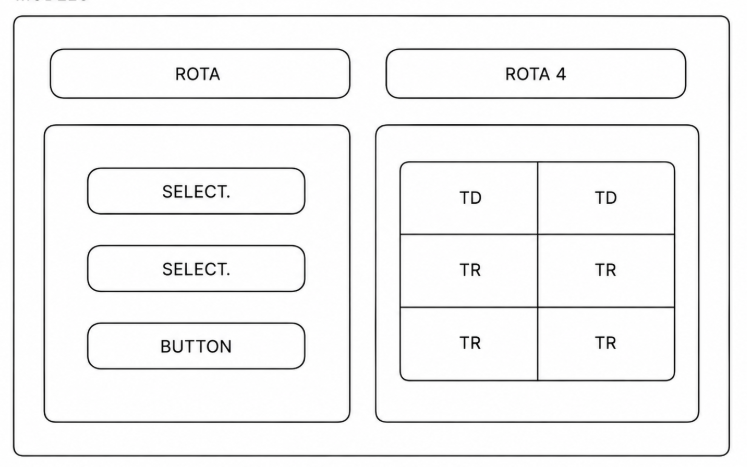 ROTA
ROTA 4
SELECT.
SELECT.
BUTTON
TD TD
TR TR
TR TR